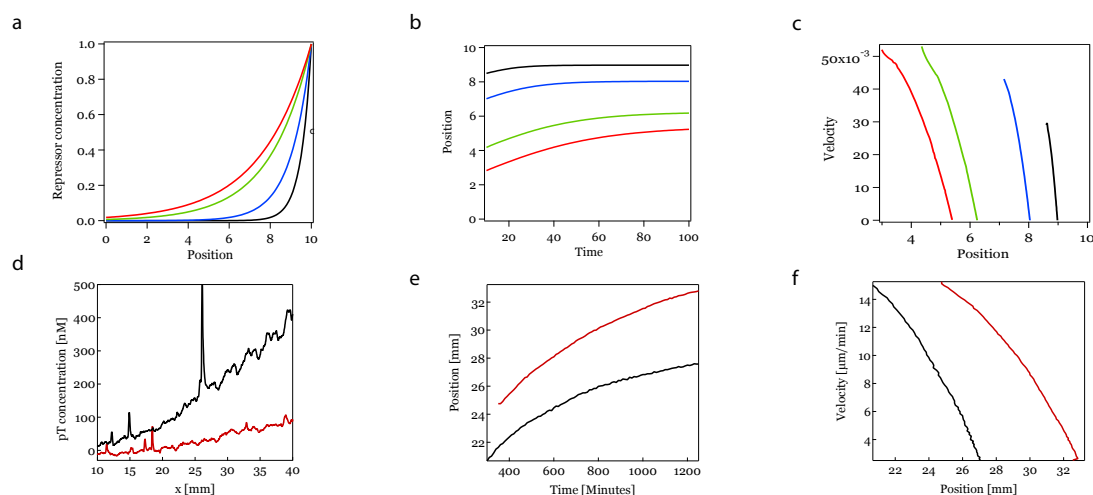 a
Repressor concentration
1.0
0.8
0.6
0.4
0.2
0.0
0 2 4 6 8 10
Position
b
Position
10
8
6
4
2
0
20 40 60 80 100
Time
c
Velocity
50x10⁻³
40
30
20
10
0
4 6 8 10
Position
d
pT concentration [nM]
500
400
300
200
100
0
10 15 20 25 30 35 40
x [mm]
e
Position [mm]
32
30
28
26
24
22
400 600 800 1000 1200
Time [Minutes]
f
Velocity [µm/min]
14
12
10
8
6
4
22 24 26 28 30 32
Position [mm]